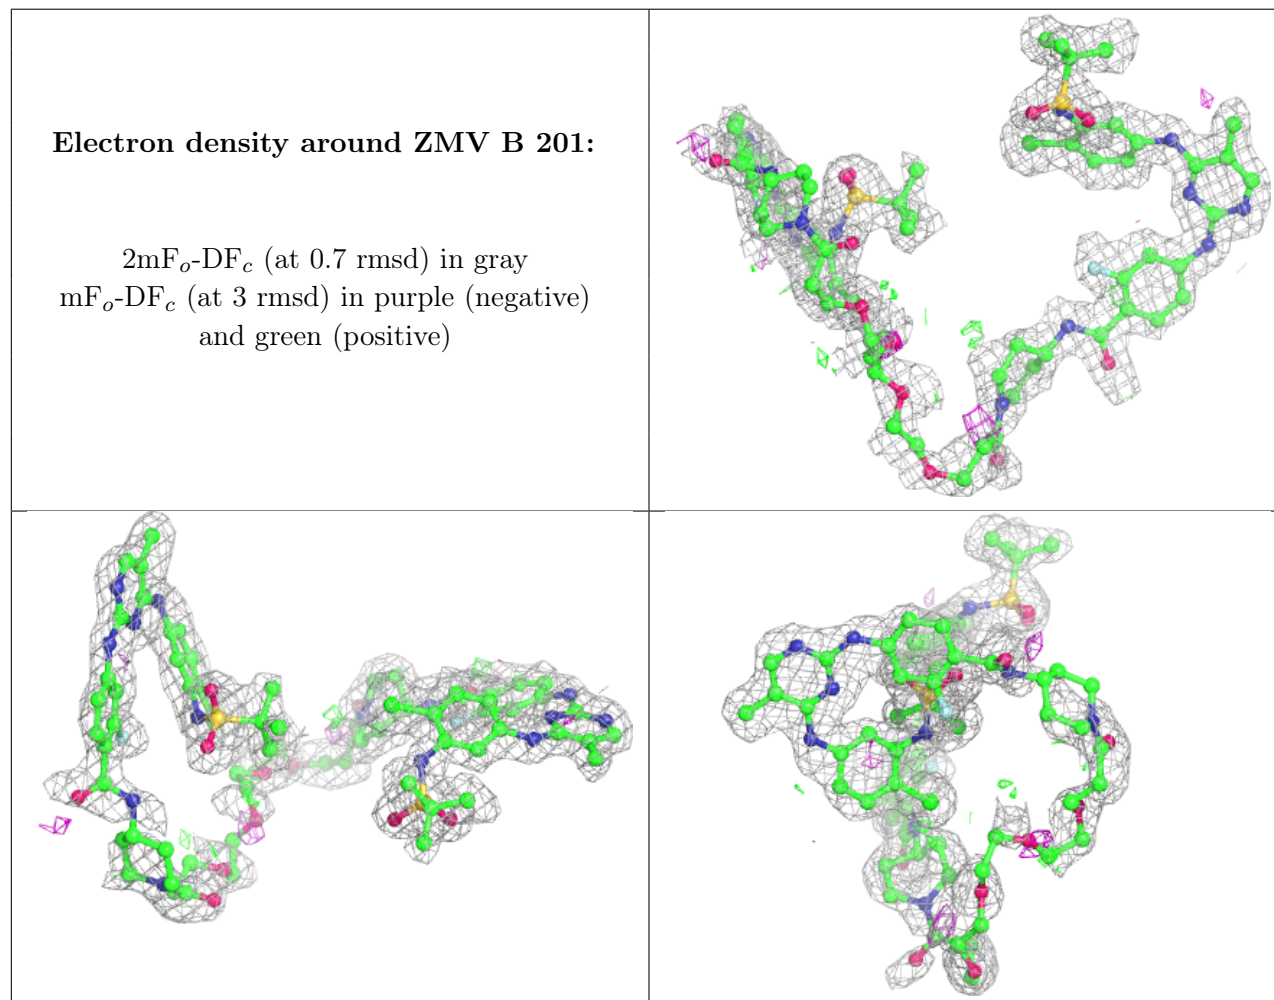 Electron density around ZMV B 201:
2mFₒ-DF𝒸 (at 0.7 rmsd) in gray
mFₒ-DF𝒸 (at 3 rmsd) in purple (negative)
and green (positive)